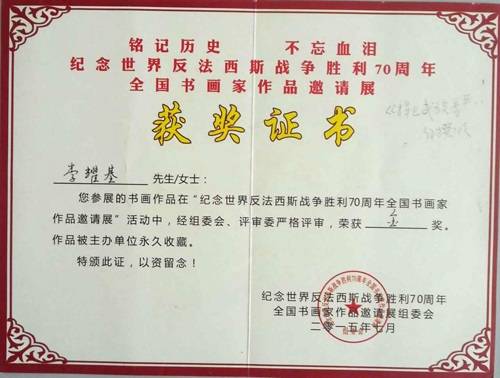 铭记历史 不忘血泪
纪念世界反法西斯战争胜利70周年
全国书画家作品邀请展
获奖证书
李耀基 先生/女士：
您参展的书画作品在“纪念世界反法西斯战争胜利70周年全国书画家
作品邀请展”活动中，经组委会、评审委严格评审，荣获 金 奖。
作品被主办单位永久收藏。
特颁此证，以资留念！
纪念世界反法西斯战争胜利70周年
全国书画家作品邀请展组委会
二〇一五年七月